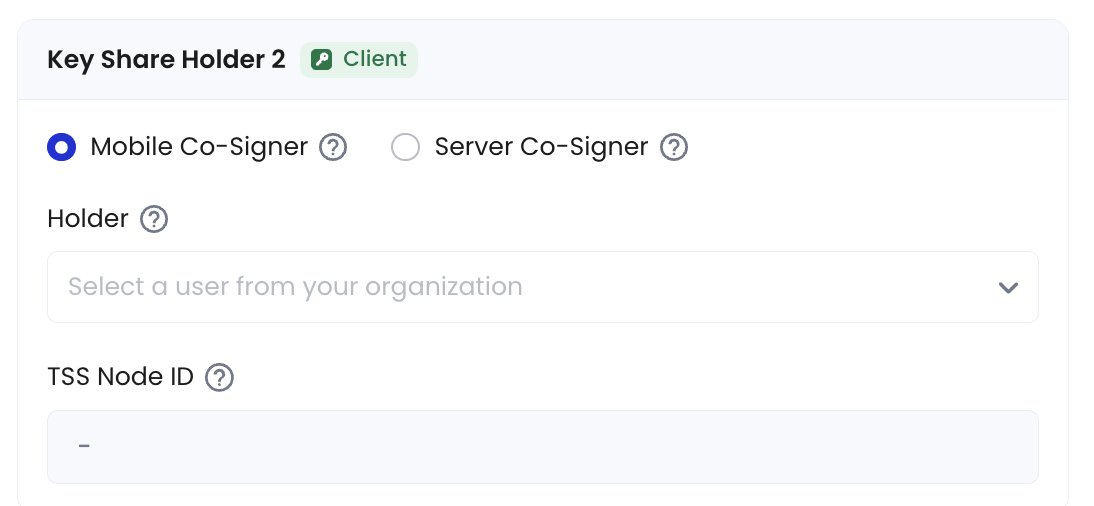 Key Share Holder 2 Client
Mobile Co-Signer ? Server Co-Signer ?
Holder ?
Select a user from your organization
TSS Node ID ?
-